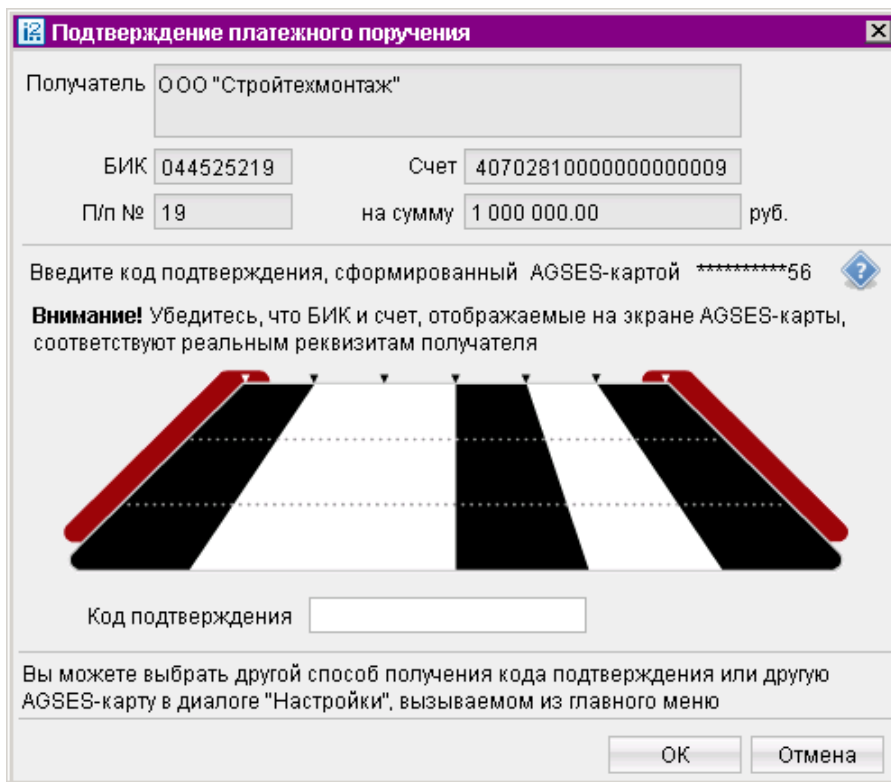 Подтверждение платежного поручения
Получатель ООО "Стройтехмонтаж"
БИК 044525219 Счет 40702810000000000009
П/п № 19 на сумму 1 000 000.00 руб.
Введите код подтверждения, сформированный AGSES-картой **********56
Внимание! Убедитесь, что БИК и счет, отображаемые на экране AGSES-карты,
соответствуют реальным реквизитам получателя
Код подтверждения
Вы можете выбрать другой способ получения кода подтверждения или другую
AGSES-карту в диалоге "Настройки", вызываемом из главного меню
ОК Отмена